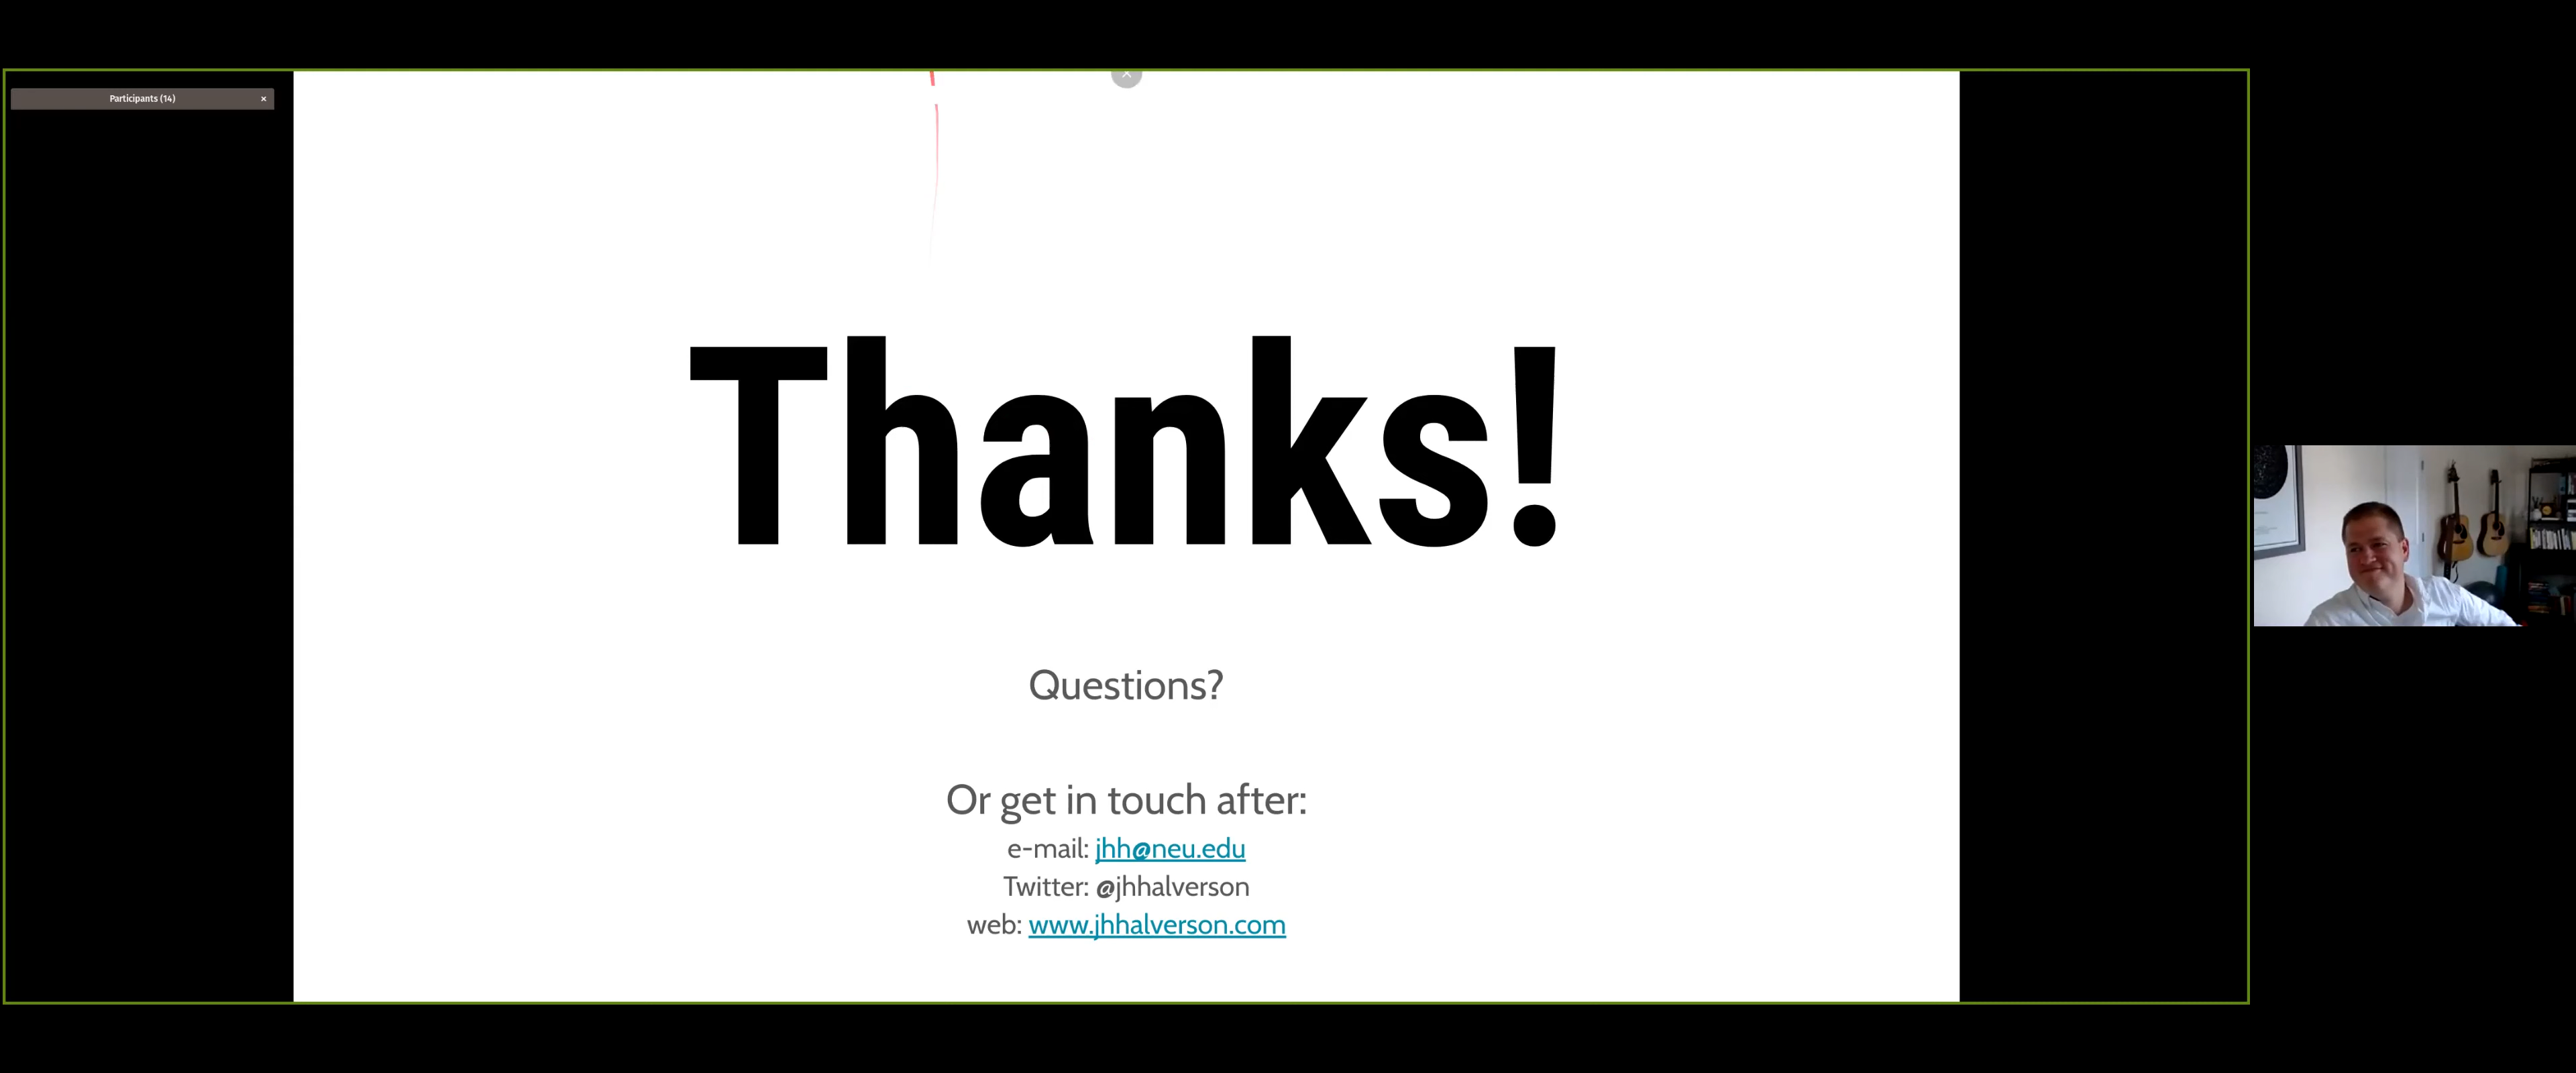 Participants (14)
Thanks!
Questions?
Or get in touch after:
e-mail: jhh@neu.edu
Twitter: @jhhalverson
web: www.jhhalverson.com